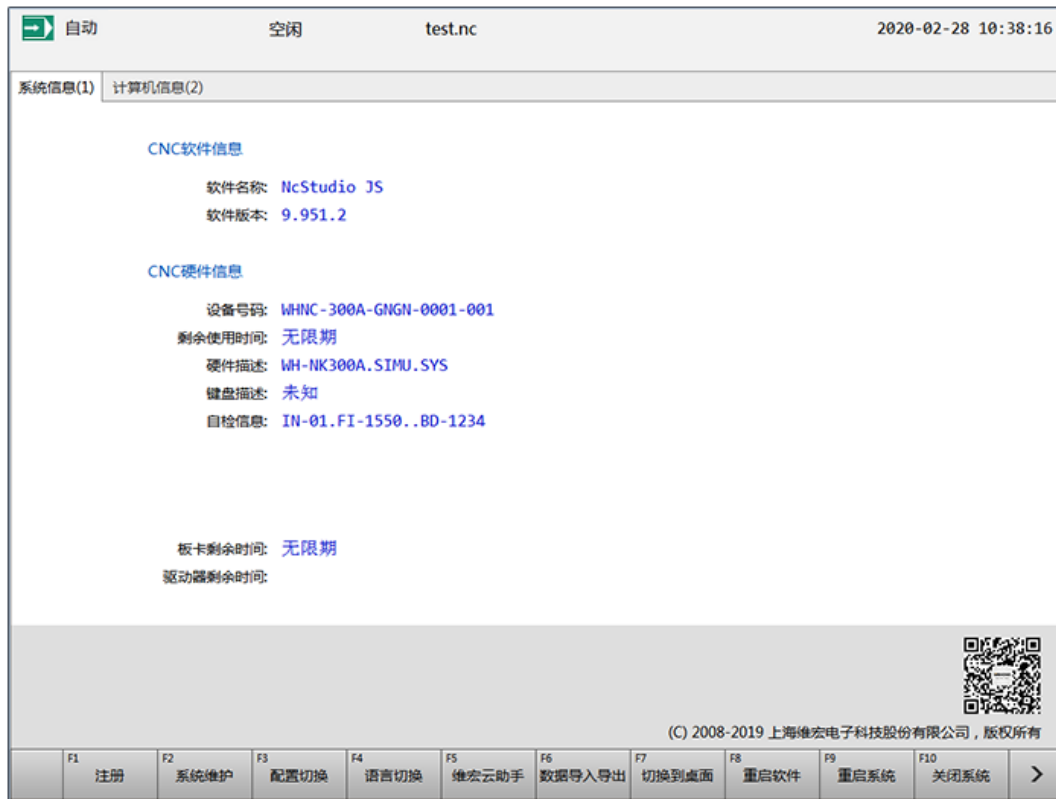 自动 空闲 test.nc 2020-02-28 10:38:16
系统信息(1) 计算机信息(2)
CNC软件信息
软件名称: NcStudio JS
软件版本: 9.951.2
CNC硬件信息
设备号码: WHNC-300A-GNGN-0001-001
剩余使用时间: 无限期
硬件描述: WH-NK300A.SIMU.SYS
键盘描述: 未知
自检信息: IN-01.FI-1550..BD-1234
板卡剩余时间: 无限期
驱动器剩余时间:
(C) 2008-2019 上海维宏电子科技股份有限公司，版权所有
F1 注册 F2 系统维护 F3 配置切换 F4 语言切换 F5 维宏云助手 F6 数据导入导出 F7 切换到桌面 F8 重启软件 F9 重启系统 F10 关闭系统 >